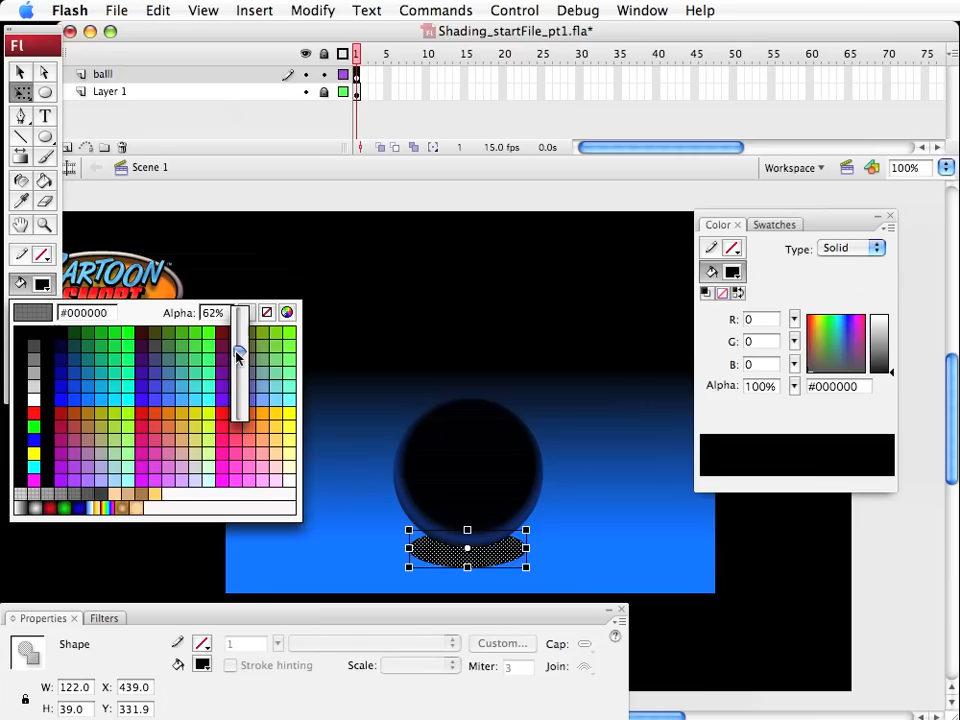 Flash File Edit View Insert Modify Text Commands Control Debug Window Help
Shading_startFile_pt1.fla*
Fl
1 5 10 15 20 25 30 35 40 45 50 55 60 65 70 75
balll
Layer 1
1 15.0 fps 0.0s
Scene 1
Workspace 100%
Color Swatches
Type: Solid
CARTOON
SMART
#000000 Alpha: 62%
R: 0
G: 0
B: 0
Alpha: 100% #000000
Properties Filters
Shape 1 Custom... Cap:
Stroke hinting Scale: Miter: 3 Join:
W: 122.0 X: 439.0
H: 39.0 Y: 331.9